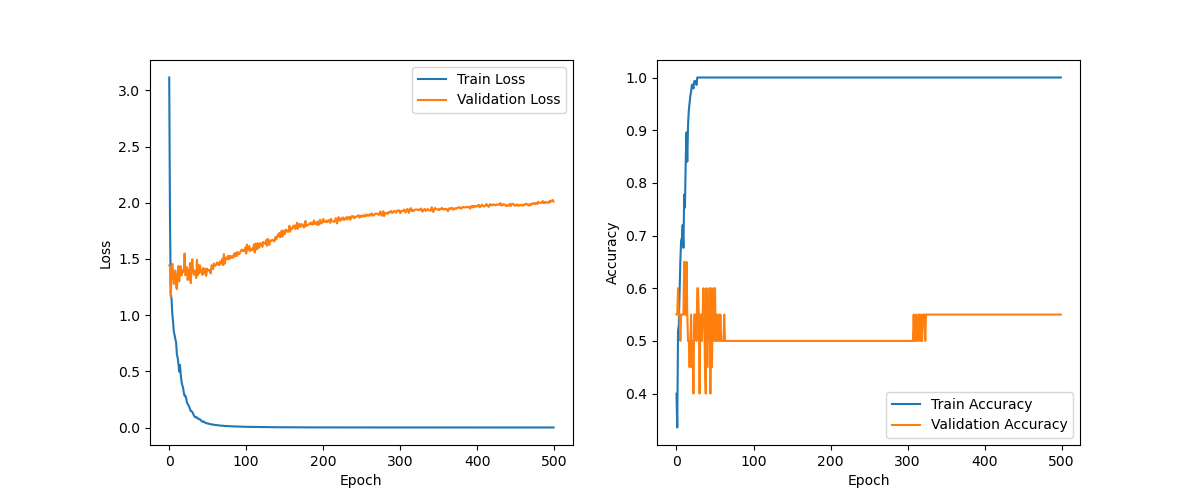 Train Loss
Validation Loss
3.0
2.5
2.0
1.5
1.0
0.5
0.0
Loss
0 100 200 300 400 500
Epoch
1.0
0.9
0.8
0.7
0.6
0.5
0.4
Accuracy
Train Accuracy
Validation Accuracy
0 100 200 300 400 500
Epoch